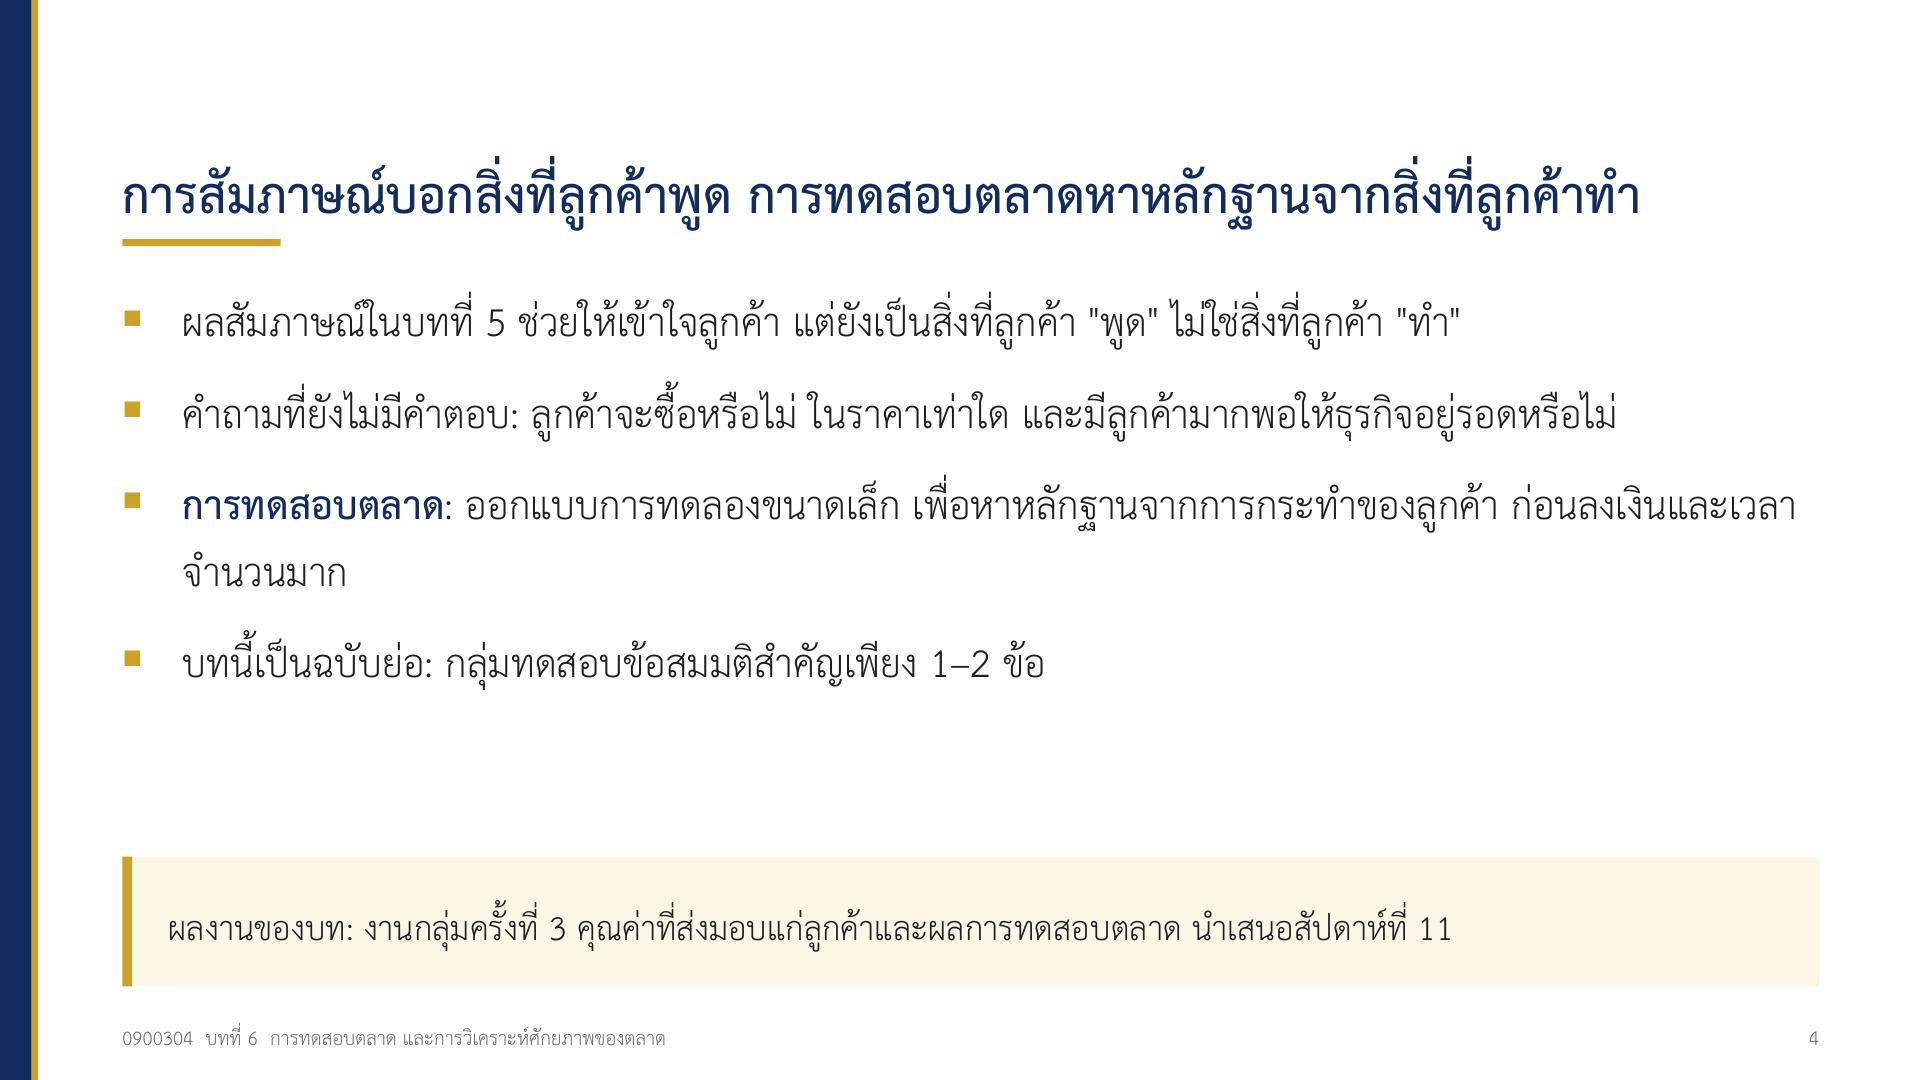 การสัมภาษณ์บอกสิ่งที่ลูกค้าพูด การทดสอบตลาดหาหลักฐานจากสิ่งที่ลูกค้าทำ
ผลสัมภาษณ์ในบทที่ 5 ช่วยให้เข้าใจลูกค้า แต่ยังเป็นสิ่งที่ลูกค้า "พูด" ไม่ใช่สิ่งที่ลูกค้า "ทำ"
คำถามที่ยังไม่มีคำตอบ: ลูกค้าจะซื้อหรือไม่ ในราคาเท่าใด และมีลูกค้ามากพอให้ธุรกิจอยู่รอดหรือไม่
การทดสอบตลาด: ออกแบบการทดลองขนาดเล็ก เพื่อหาหลักฐานจากการกระทำของลูกค้า ก่อนลงเงินและเวลา
จำนวนมาก
บทนี้เป็นฉบับย่อ: กลุ่มทดสอบข้อสมมติสำคัญเพียง 1–2 ข้อ
ผลงานของบท: งานกลุ่มครั้งที่ 3 คุณค่าที่ส่งมอบแก่ลูกค้าและผลการทดสอบตลาด นำเสนอสัปดาห์ที่ 11
0900304 บทที่ 6 การทดสอบตลาด และการวิเคราะห์ศักยภาพของตลาด
4